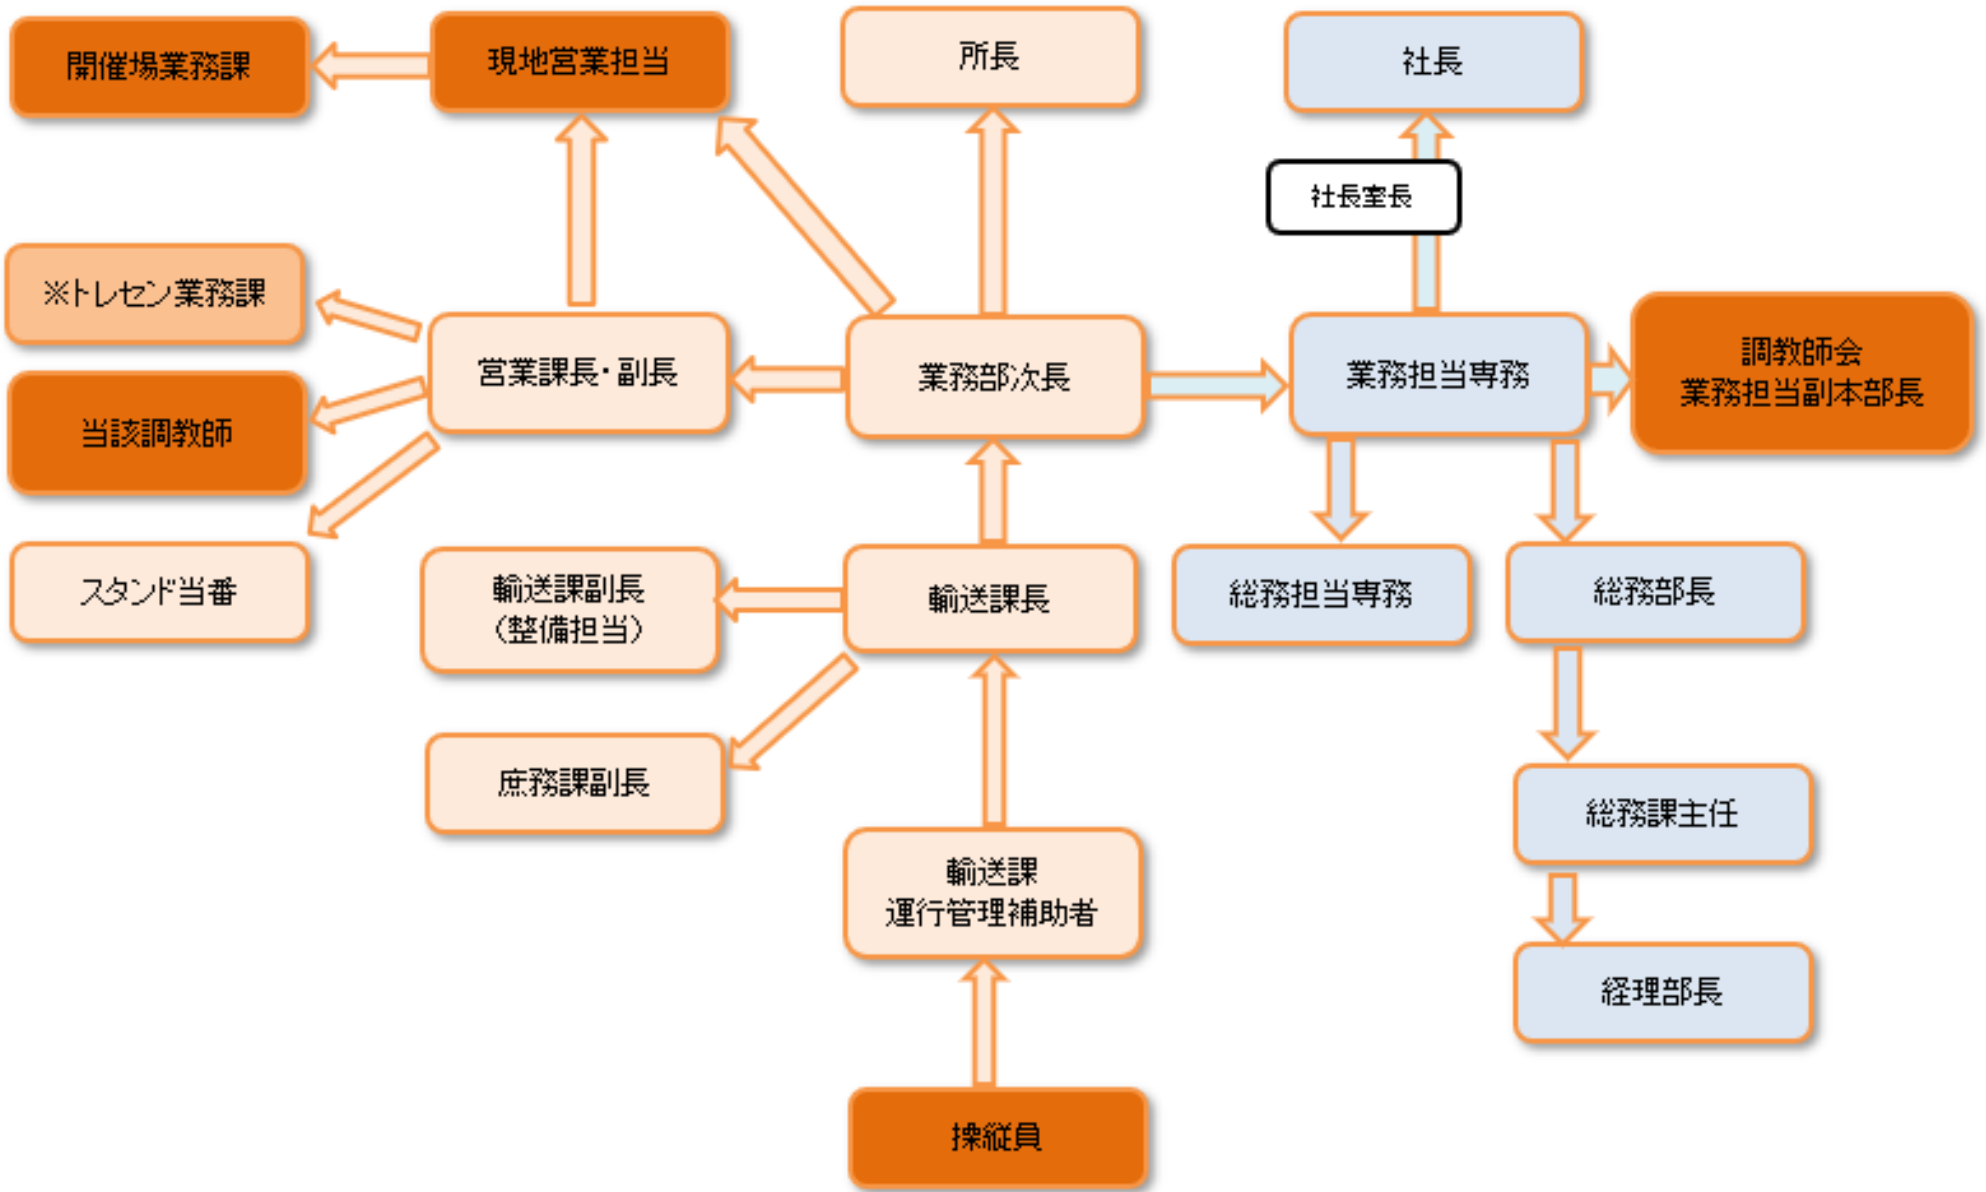 開催場業務課
現地営業担当
所長
社長
社長室長
※トレセン業務課
営業課長・副長
業務部次長
業務担当専務
調教師会
業務担当副本部長
当該調教師
スタンド当番
輸送課副長
（整備担当）
輸送課長
総務担当専務
総務部長
庶務課副長
総務課主任
輸送課
運行管理補助者
経理部長
操縦員